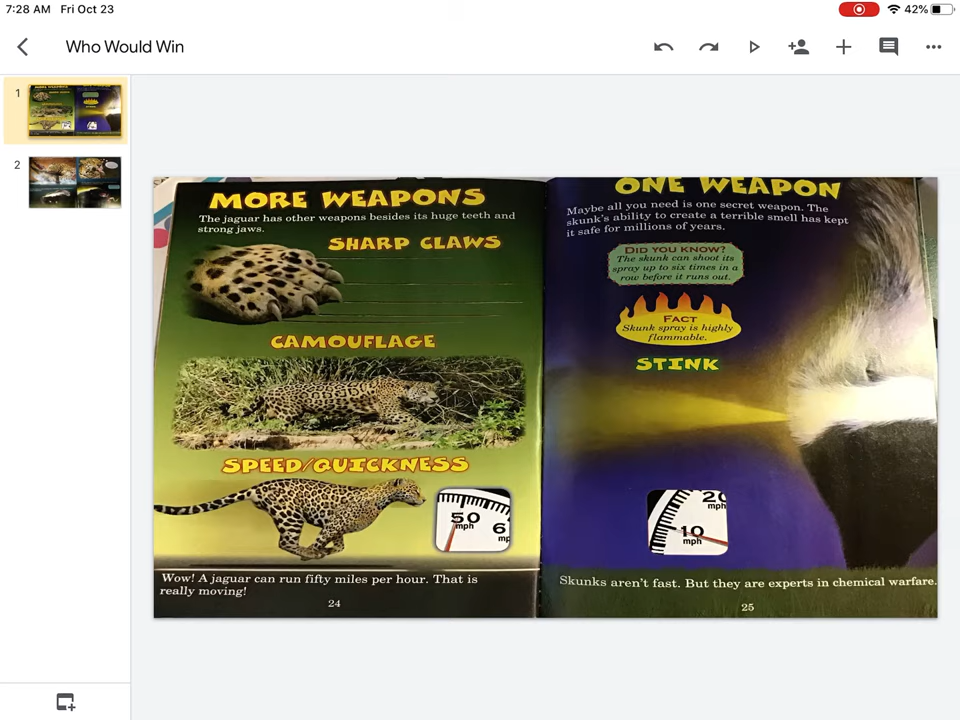 7:28 AM Fri Oct 23
42%
Who Would Win
1
2
MORE WEAPONS
The jaguar has other weapons besides its huge teeth and
strong jaws.
SHARP CLAWS
CAMOUFLAGE
SPEED/QUICKNESS
50
mph
6
mp
Wow! A jaguar can run fifty miles per hour. That is
really moving!
24
ONE WEAPON
Maybe all you need is one secret weapon. The
skunk's ability to create a terrible smell has kept
it safe for millions of years.
DID YOU KNOW?
The skunk can shoot its
spray up to six times in a
row before it runs out.
FACT
Skunk spray is highly
flammable.
STINK
20
mph
10
mph
Skunks aren't fast. But they are experts in chemical warfare.
25